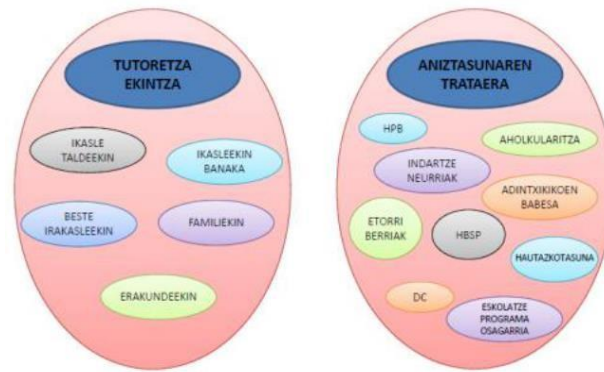 TUTORETZA
EKINTZA
IKASLE
TALDEEKIN
IKASLEEKIN
BANAKA
BESTE
IRAKASLEEKIN
FAMILIEKIN
ERAKUNDEEKIN
ANIZTASUNAREN
TRATAERA
HPB
AHOLKULARITZA
INDARTZE
NEURRIAK
ADINTXIKIKOEN
BABESA
ETORRI
BERRIAK
HBSP
HAUTAZKOTASUNA
DC
ESKOLATZE
PROGRAMA
OSAGARRIA